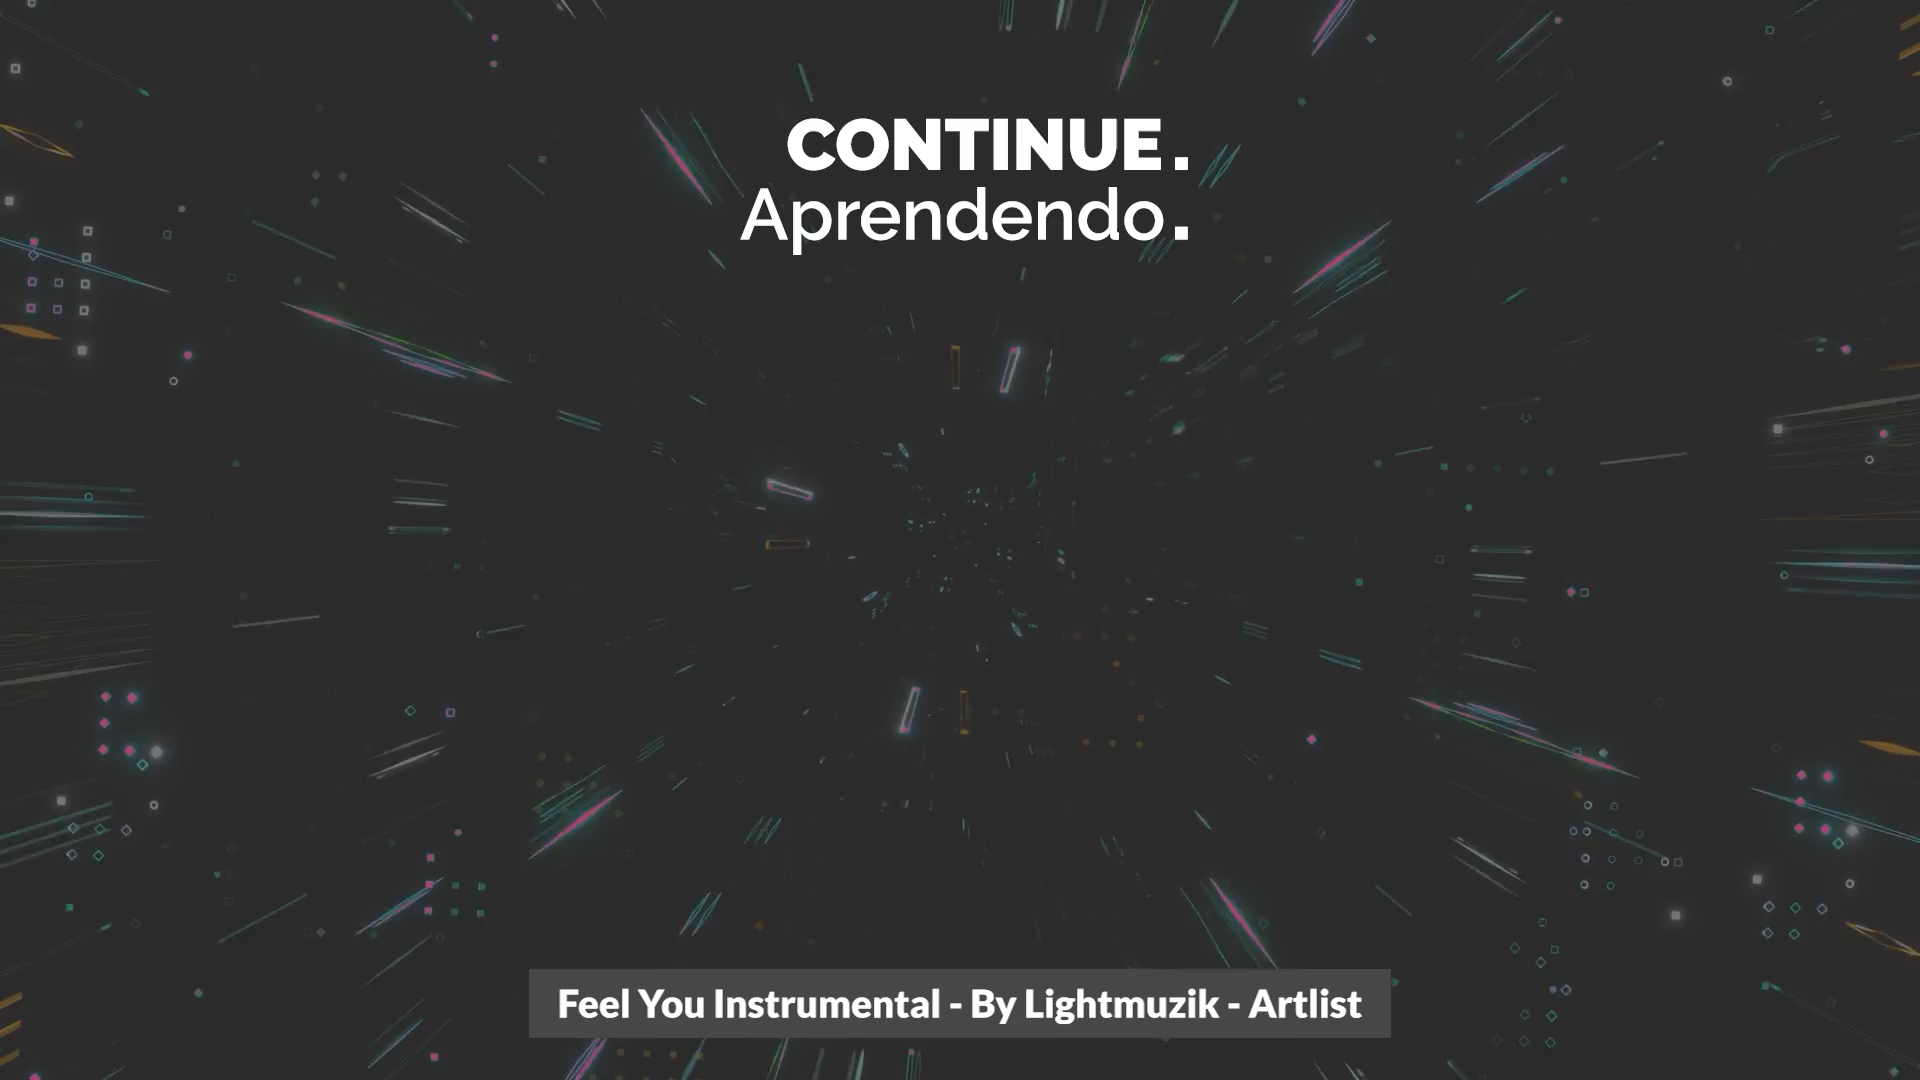 CONTINUE.
Aprendendo.
Feel You Instrumental - By Lightmuzik - Artlist